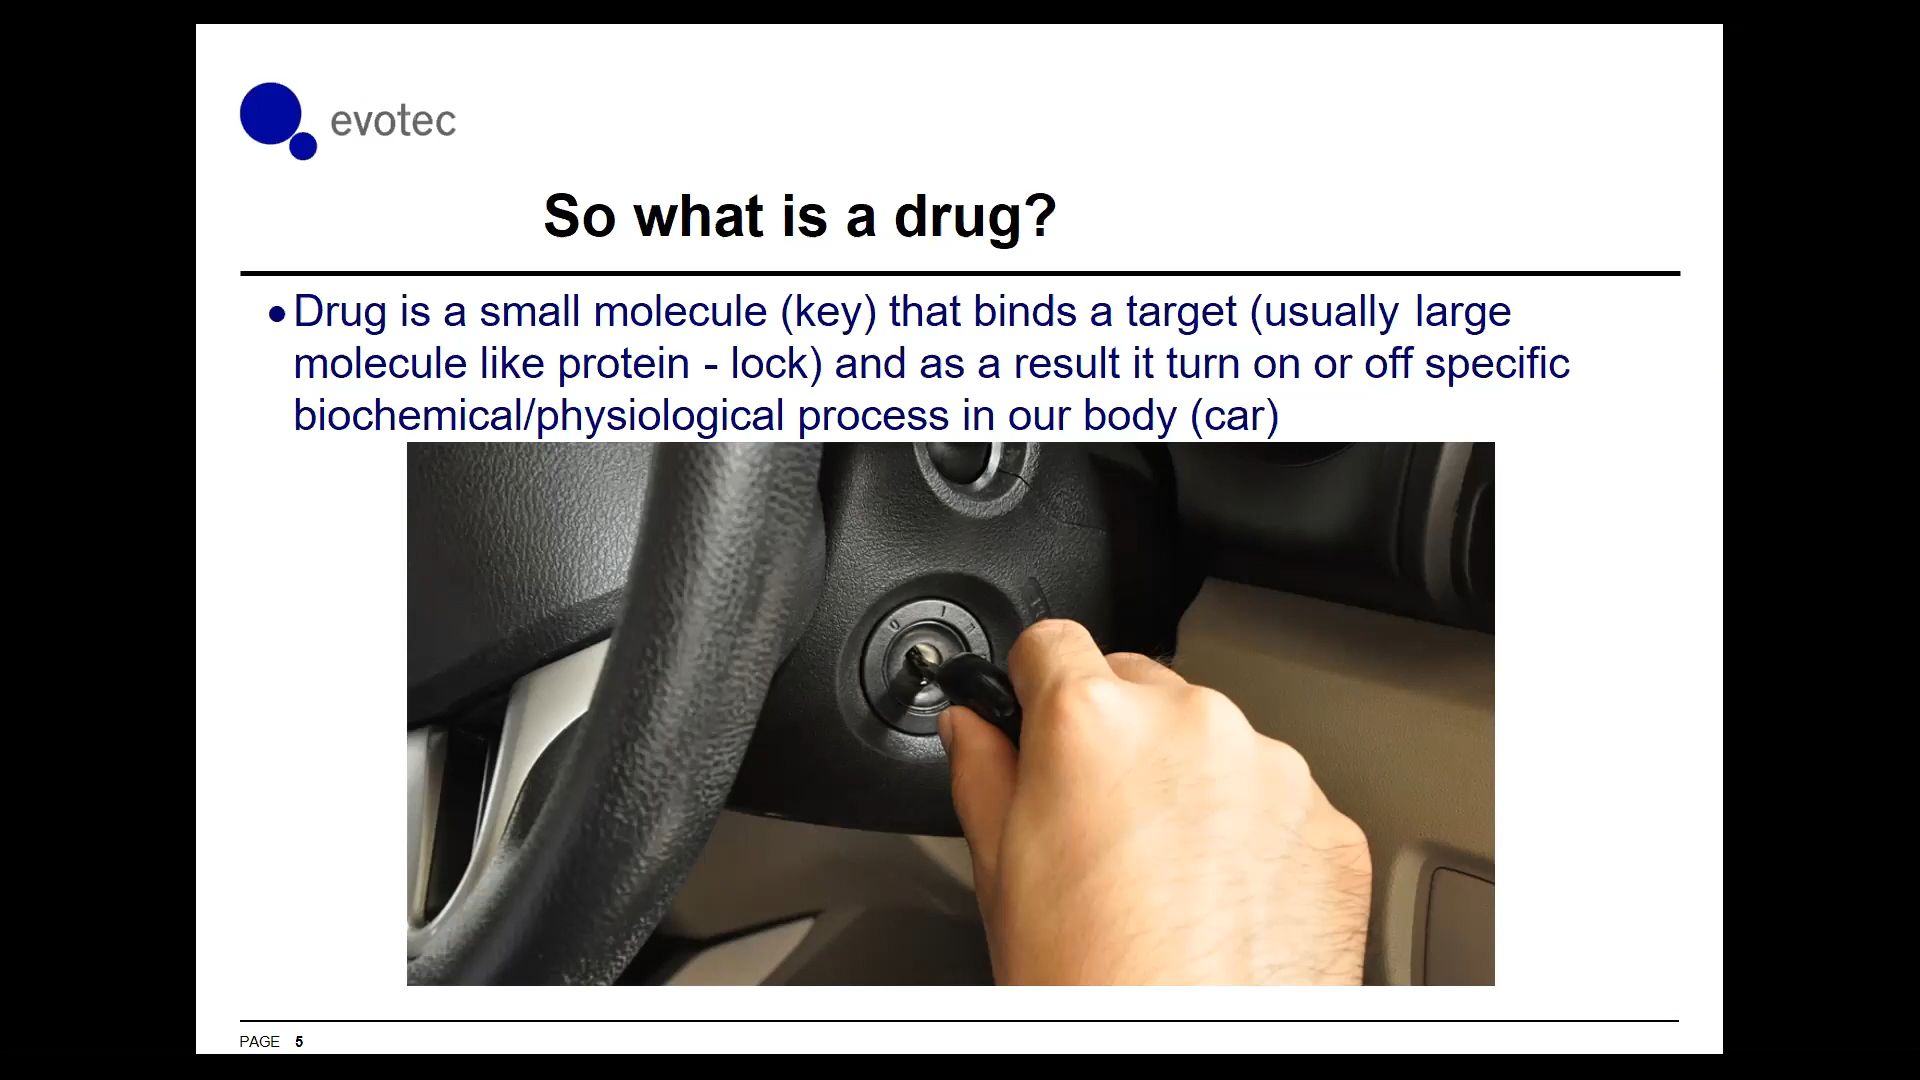 evotec
So what is a drug?
•Drug is a small molecule (key) that binds a target (usually large
molecule like protein - lock) and as a result it turn on or off specific
biochemical/physiological process in our body (car)
PAGE 5